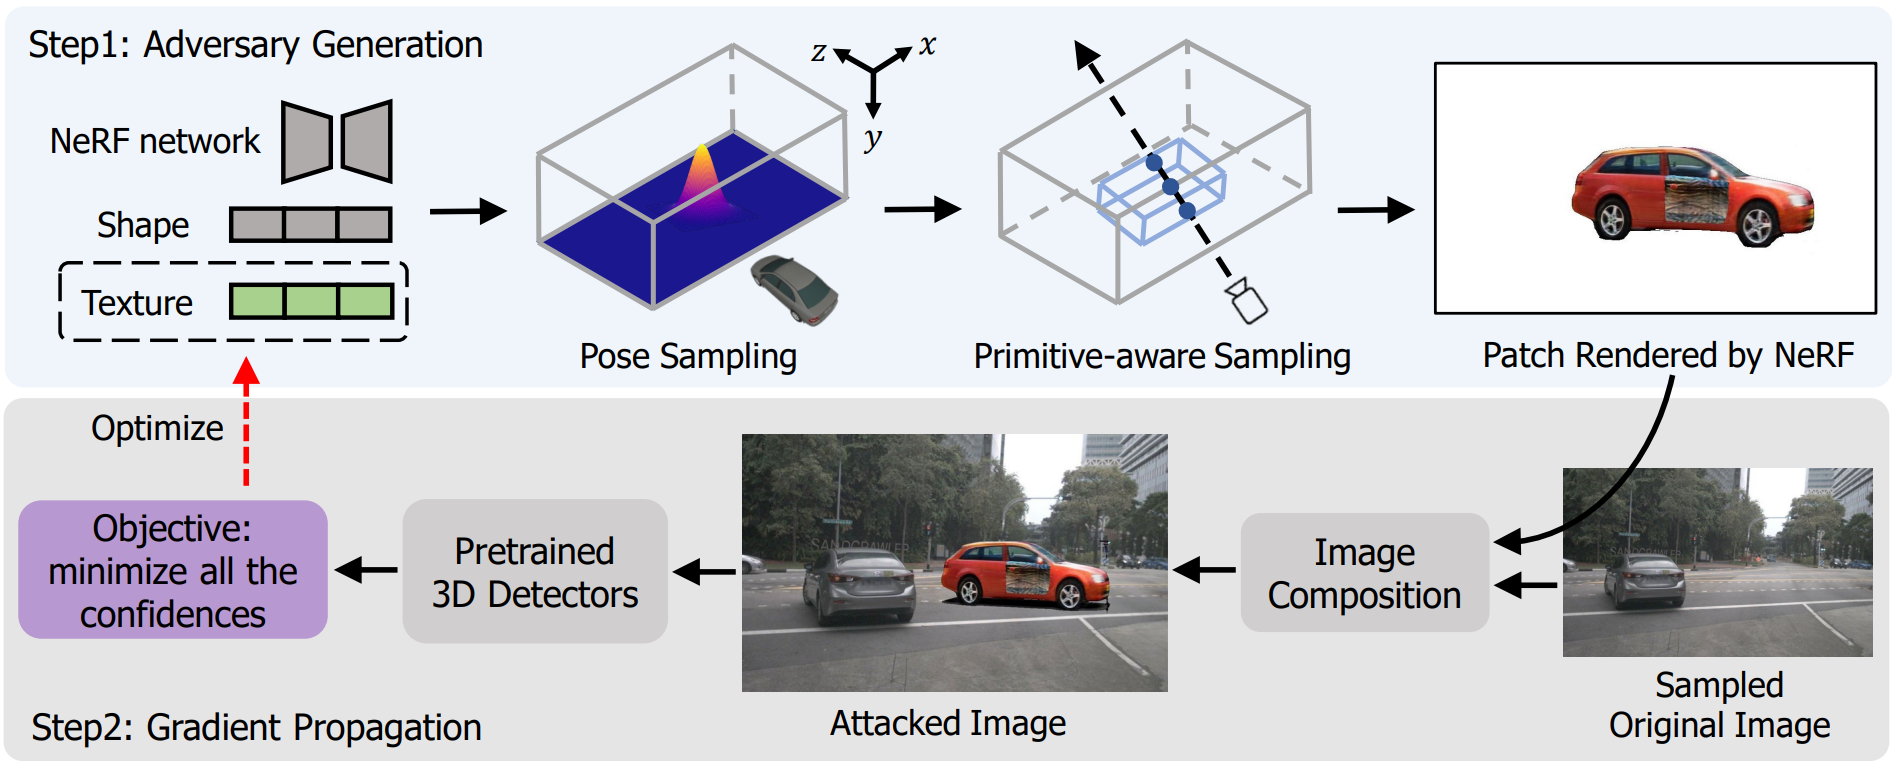 Step1: Adversary Generation
NeRF network
Shape
Texture
z
x
y
Pose Sampling
Primitive-aware Sampling
Patch Rendered by NeRF
Optimize
Objective:
minimize all the
confidences
Pretrained
3D Detectors
SANDCRAWLER
Attacked Image
Image
Composition
Sampled
Original Image
Step2: Gradient Propagation